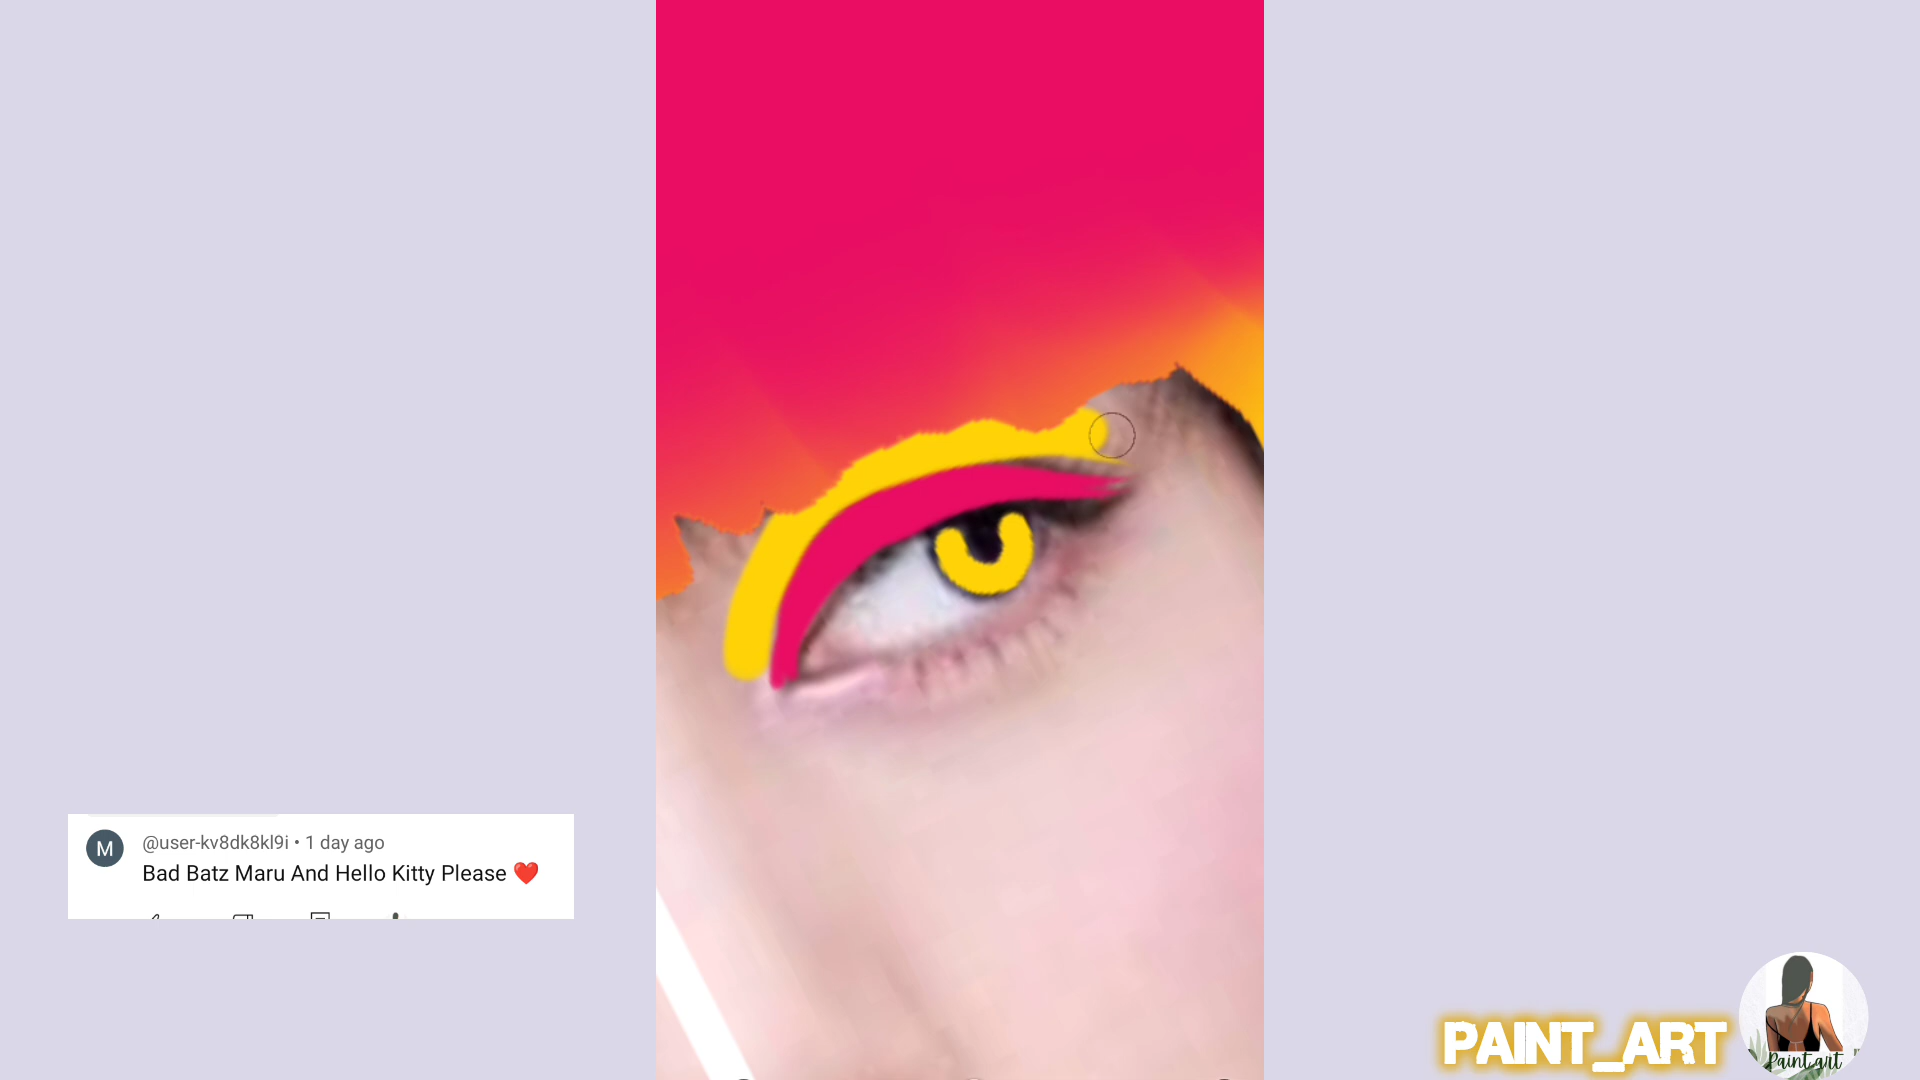 M
@user-kv8dk8kl9i • 1 day ago
Bad Batz Maru And Hello Kitty Please ❤️
PAINT_ART
Paint art